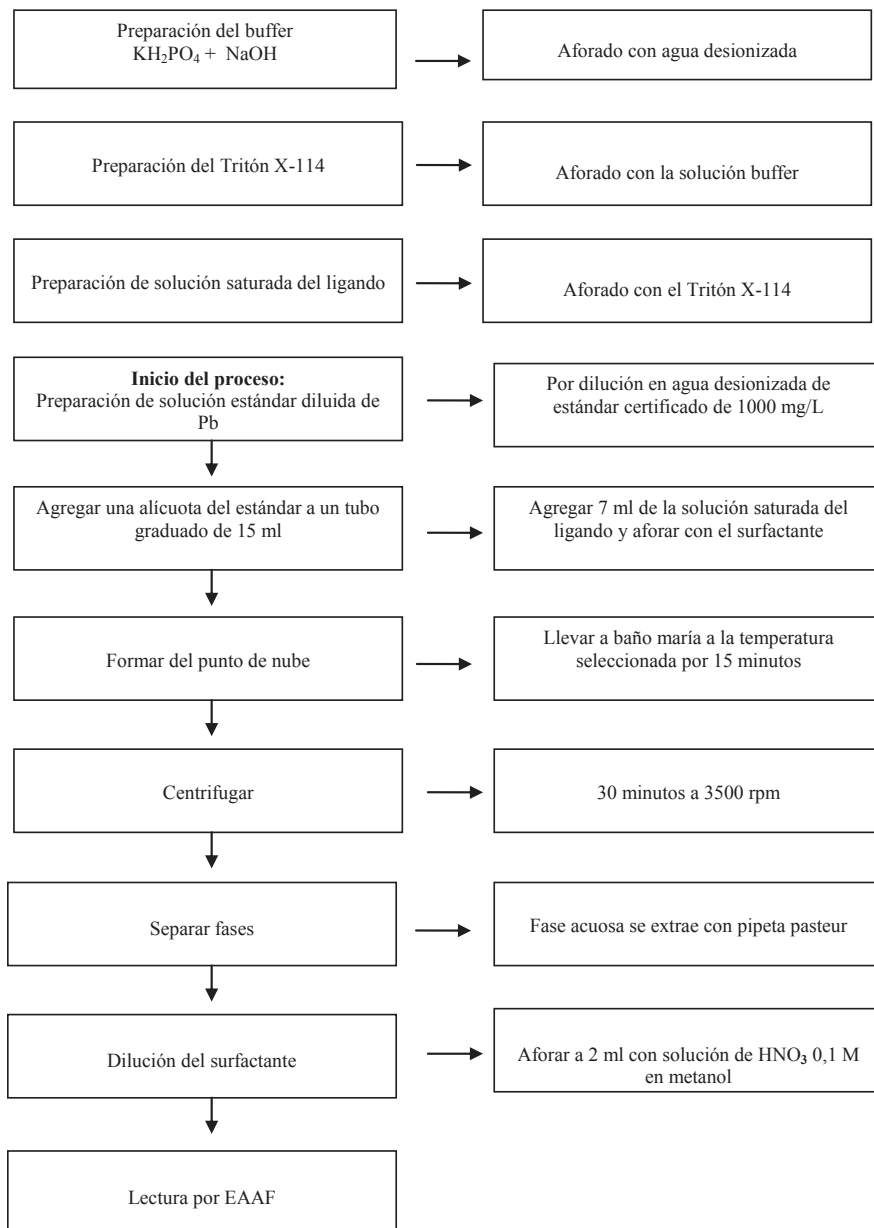 Preparación del buffer
KH₂PO₄ + NaOH
Aforado con agua desionizada
Preparación del Tritón X-114
Aforado con la solución buffer
Preparación de solución saturada del ligando
Aforado con el Tritón X-114
Inicio del proceso:
Preparación de solución estándar diluida de
Pb
Por dilución en agua desionizada de
estándar certificado de 1000 mg/L
Agregar una alícuota del estándar a un tubo
graduado de 15 ml
Agregar 7 ml de la solución saturada del
ligando y aforar con el surfactante
Formar del punto de nube
Llevar a baño maría a la temperatura
seleccionada por 15 minutos
Centrifugar
30 minutos a 3500 rpm
Separar fases
Fase acuosa se extrae con pipeta pasteur
Dilución del surfactante
Aforar a 2 ml con solución de HNO₃ 0,1 M
en metanol
Lectura por EAAF